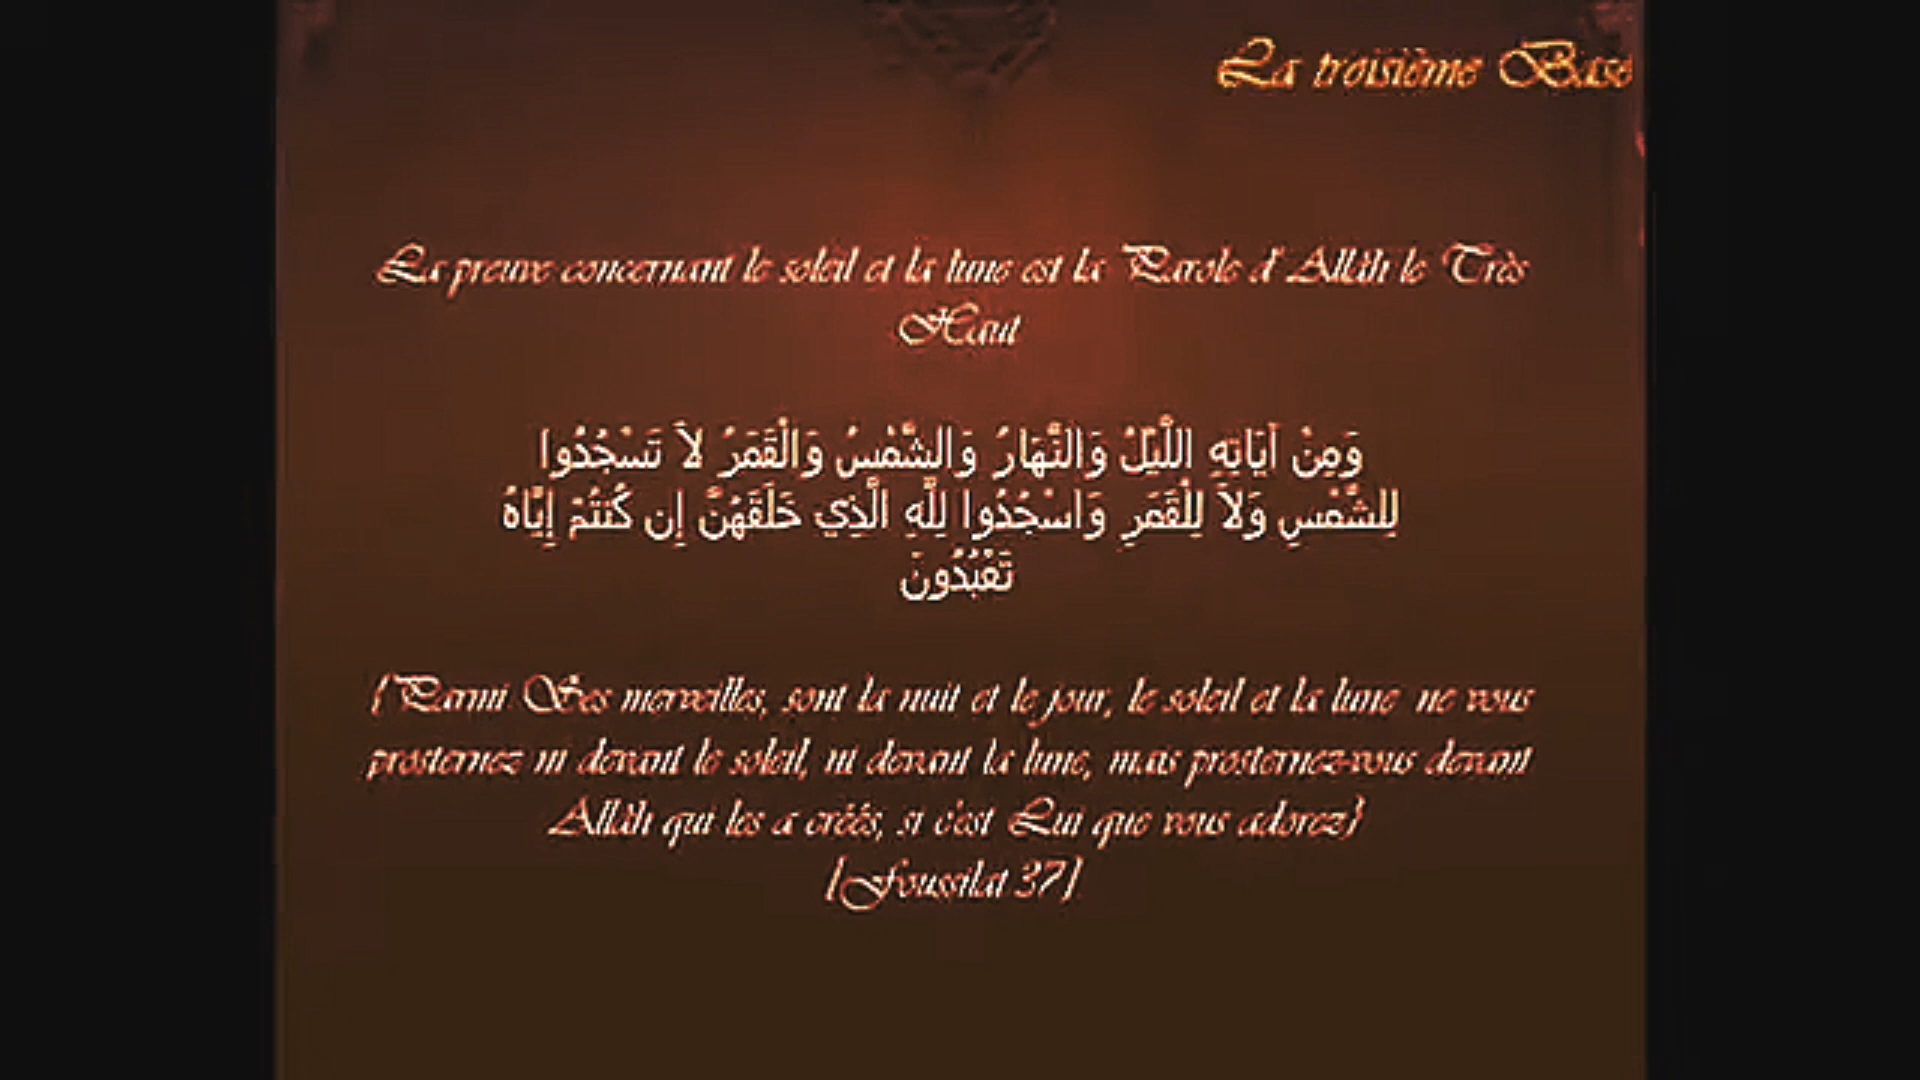 La troisième Base
La preuve concernant le soleil et la lune est la Parole d'Allâh le Très
Haut
وَمِنْ آيَاتِهِ اللَّيْلُ وَالنَّهَارُ وَالشَّمْسُ وَالْقَمَرُ لاَ تَسْجُدُوا
لِلشَّمْسِ وَلاَ لِلْقَمَرِ وَاسْجُدُوا لِلَّهِ الَّذِي خَلَقَهُنَّ إِن كُنتُمْ إِيَّاهُ
تَعْبُدُونَ
{Parmi Ses merveilles, sont la nuit et le jour, le soleil et la lune ne vous
prosternez ni devant le soleil, ni devant la lune, mais prosternez-vous devant
Allâh qui les a créés, si c'est Lui que vous adorez}
[Foussilat 37].